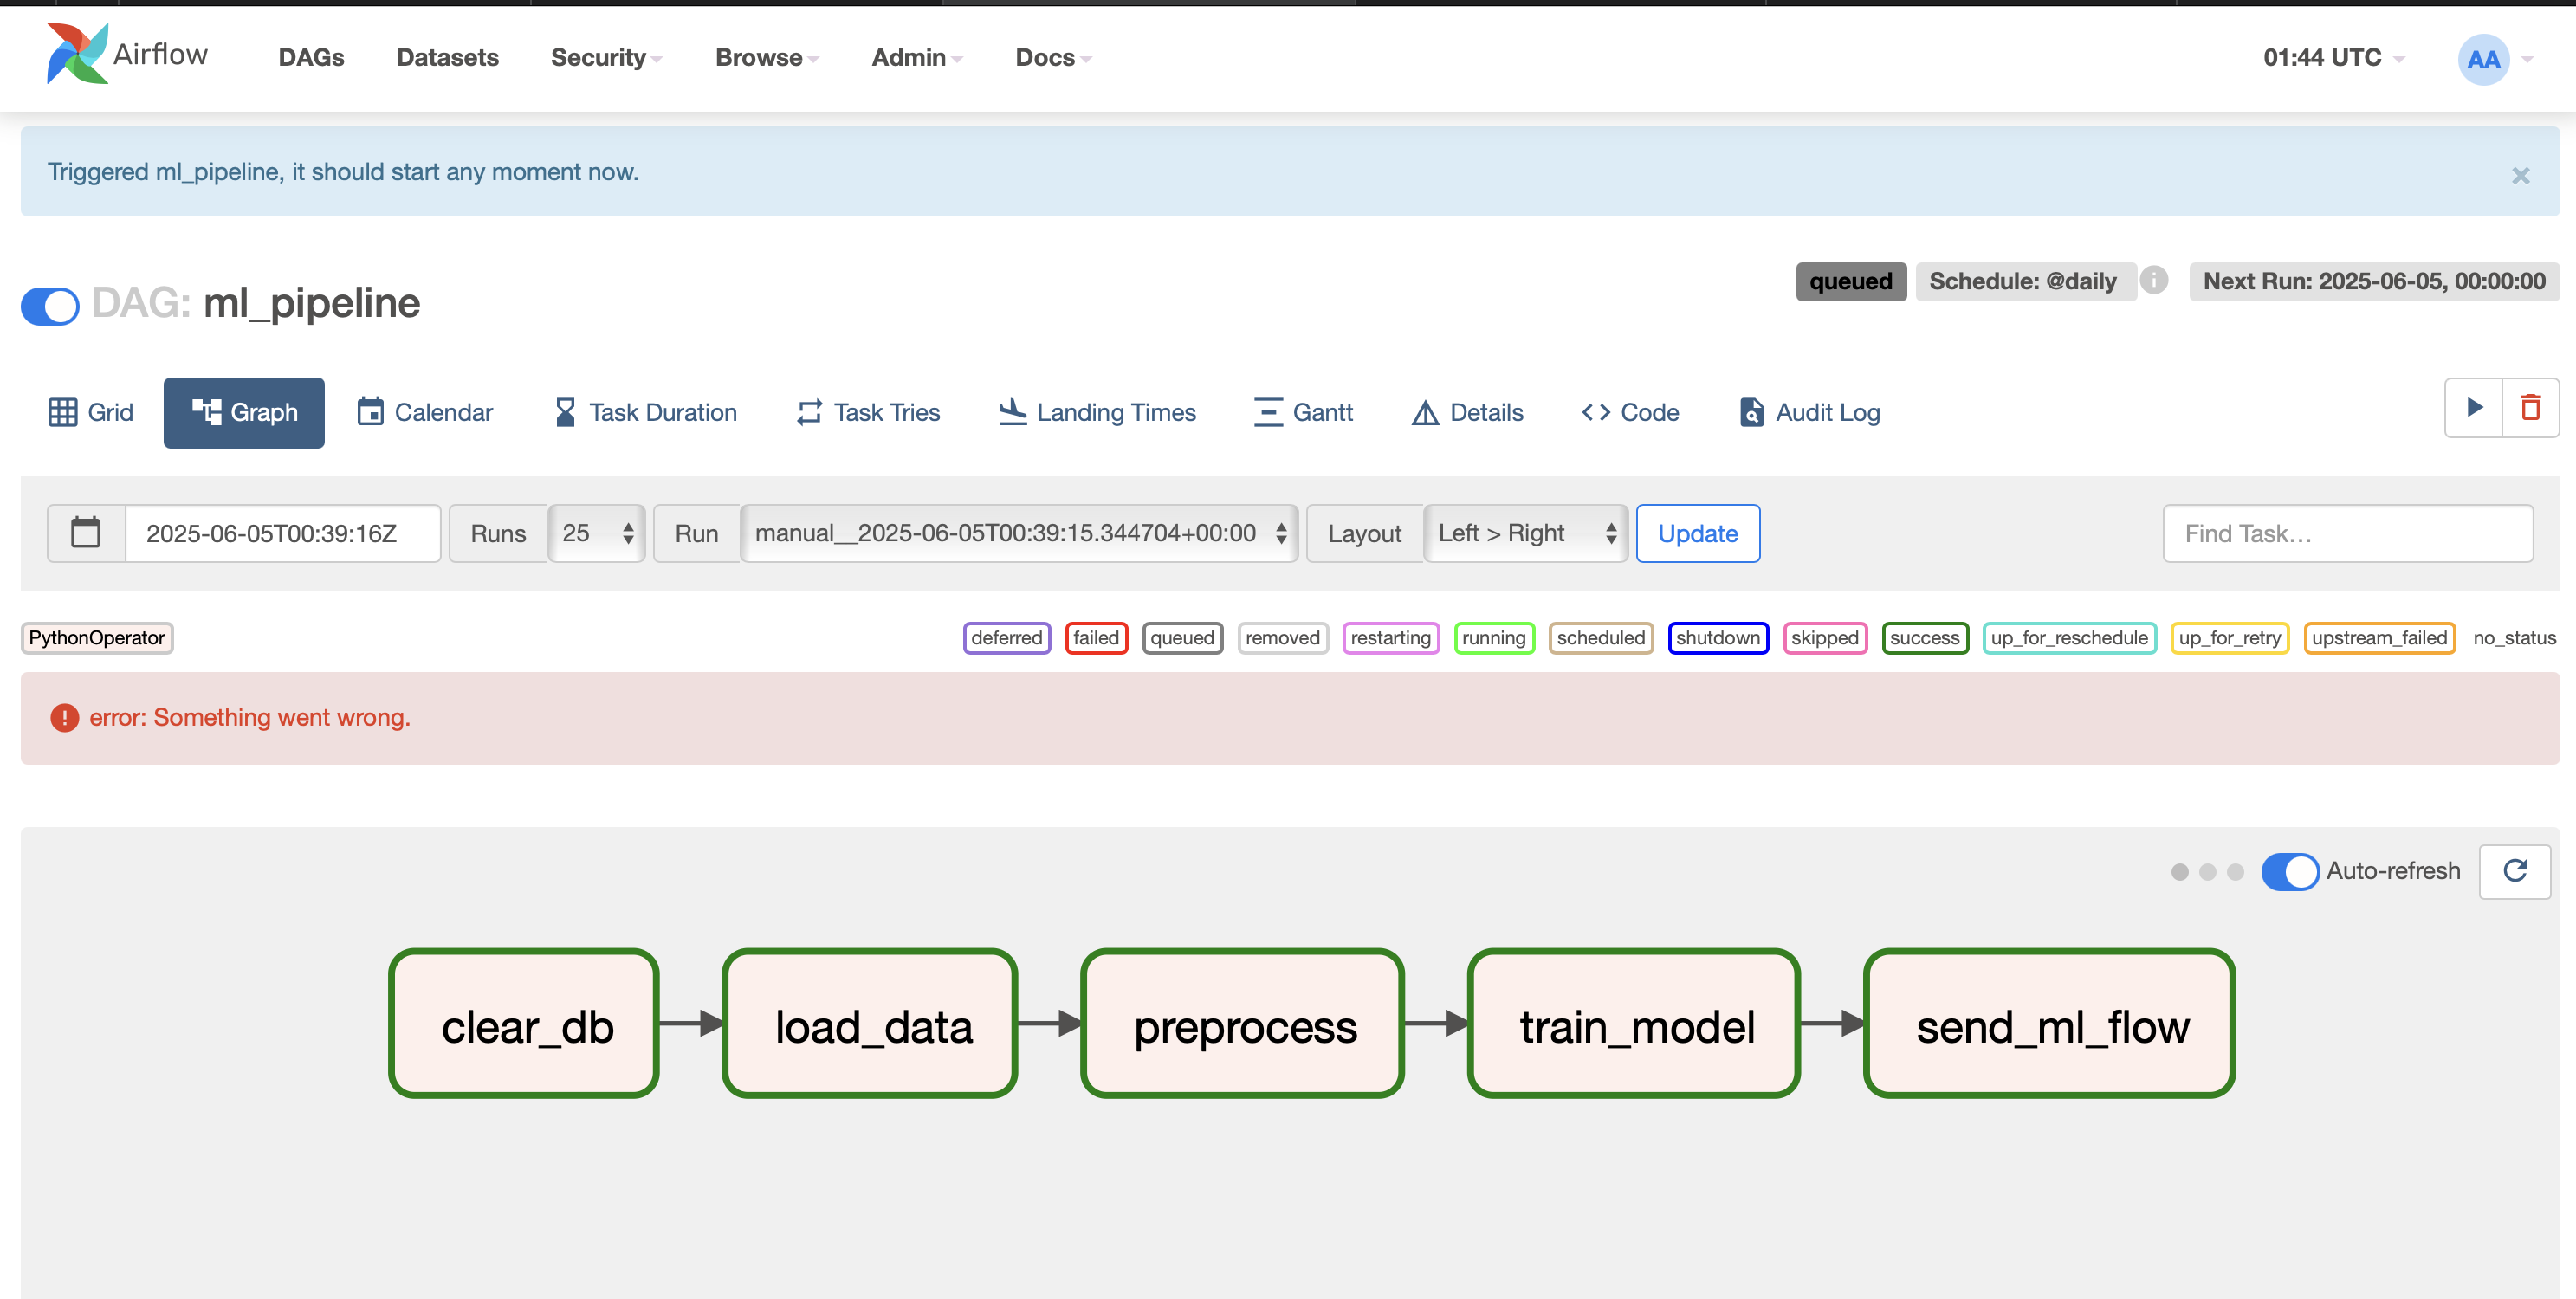 Airflow DAGs Datasets Security Browse Admin Docs 01:44 UTC AA
Triggered ml_pipeline, it should start any moment now. ×
queued Schedule: @daily i Next Run: 2025-06-05, 00:00:00
DAG: ml_pipeline
Grid Graph Calendar Task Duration Task Tries Landing Times Gantt Details Code Audit Log
2025-06-05T00:39:16Z Runs 25 Run manual__2025-06-05T00:39:15.344704+00:00 Layout Left > Right Update Find Task…
PythonOperator deferred failed queued removed restarting running scheduled shutdown skipped success up_for_reschedule up_for_retry upstream_failed no_status
error: Something went wrong.
Auto-refresh
clear_db load_data preprocess train_model send_ml_flow